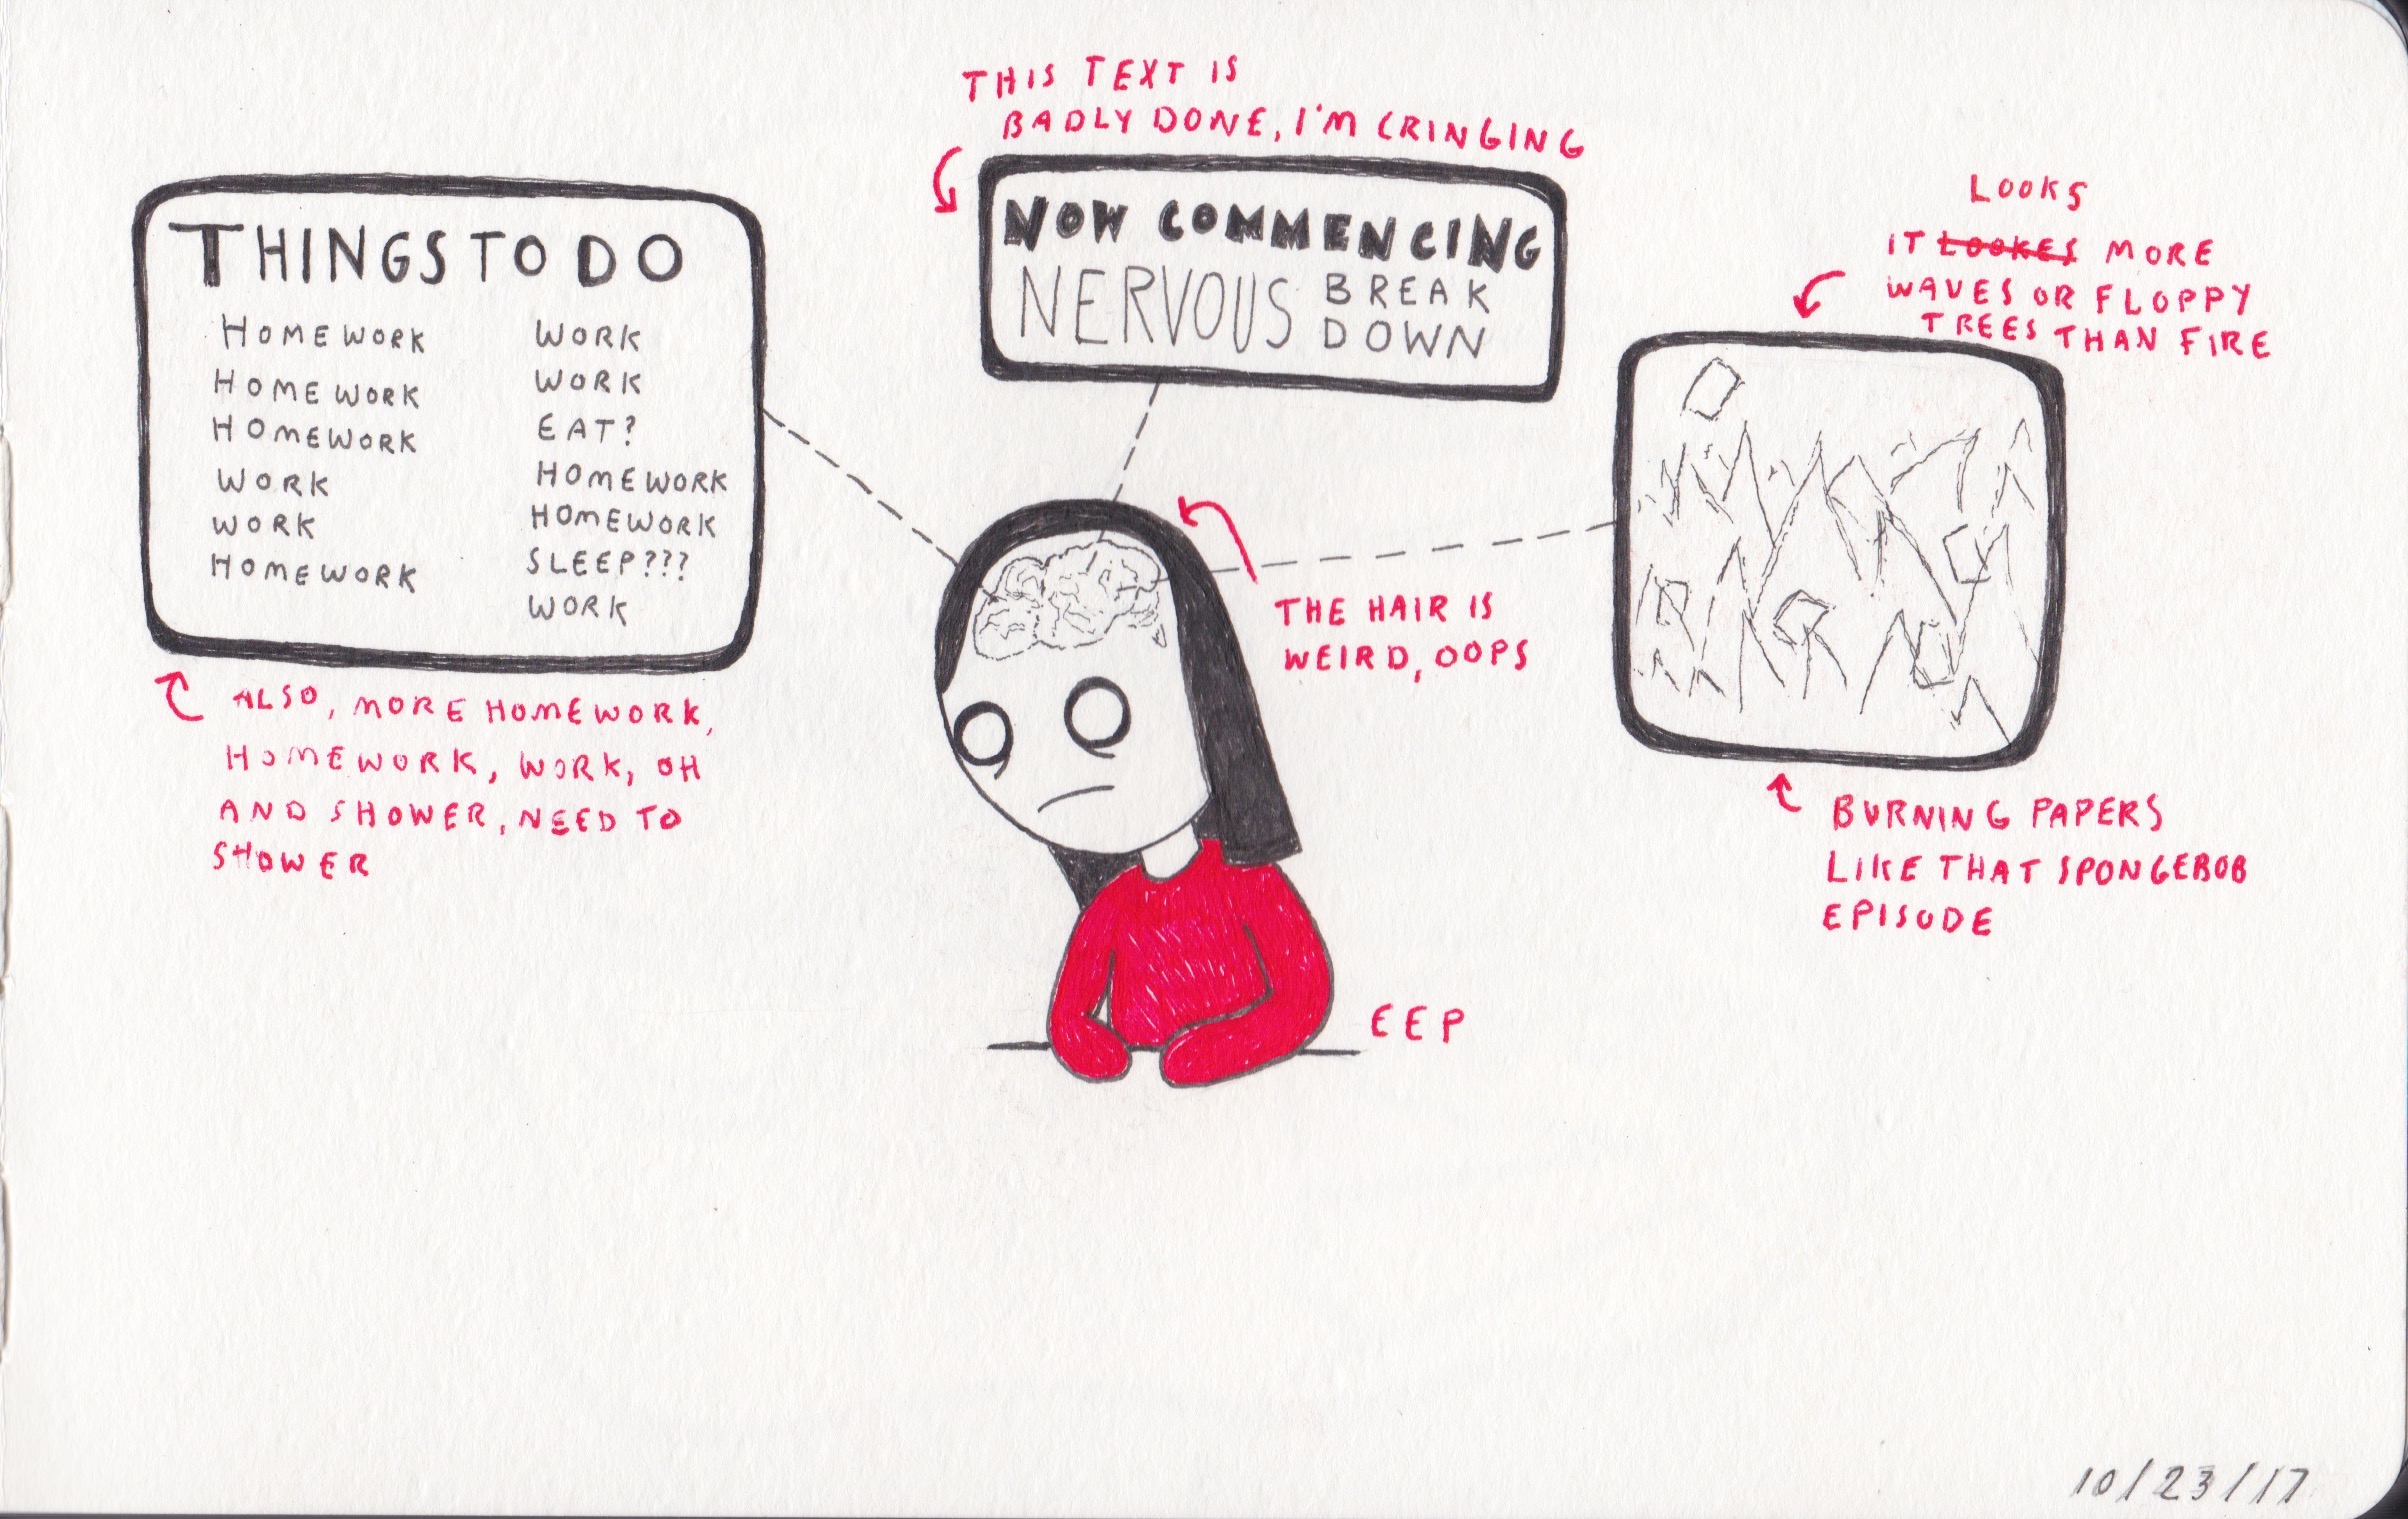 THIS TEXT IS
BADLY DONE, I'M CRINGING
THINGS TO DO
HOMEWORK
HOMEWORK
HOMEWORK
WORK
WORK
HOMEWORK
WORK
WORK
EAT?
HOMEWORK
HOMEWORK
SLEEP???
WORK
ALSO, MORE HOMEWORK,
HOMEWORK, WORK, OH
AND SHOWER, NEED TO
SHOWER
NOW COMMENCING
NERVOUS BREAK
DOWN
THE HAIR IS
WEIRD, OOPS
EEP
LOOKS
IT LOOKES MORE
WAVES OR FLOPPY
TREES THAN FIRE
BURNING PAPERS
LIKE THAT SPONGEBOB
EPISODE
10/23/17